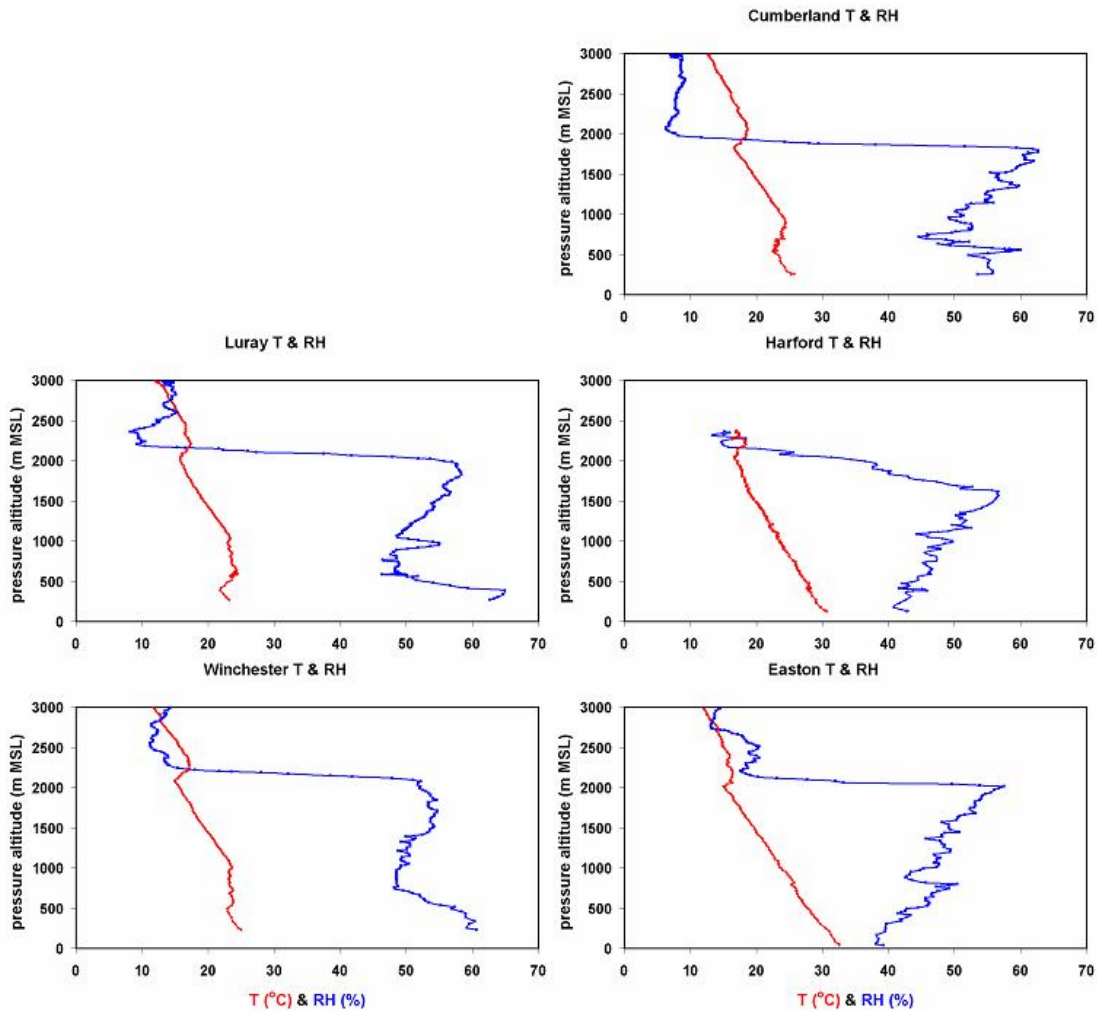 Cumberland T & RH
pressure altitude (m MSL)
3000
2500
2000
1500
1000
500
0
0 10 20 30 40 50 60 70
Luray T & RH
pressure altitude (m MSL)
3000
2500
2000
1500
1000
500
0
0 10 20 30 40 50 60 70
Harford T & RH
pressure altitude (m MSL)
3000
2500
2000
1500
1000
500
0
0 10 20 30 40 50 60 70
Winchester T & RH
pressure altitude (m MSL)
3000
2500
2000
1500
1000
500
0
0 10 20 30 40 50 60 70
T (°C) & RH (%)
Easton T & RH
pressure altitude (m MSL)
3000
2500
2000
1500
1000
500
0
0 10 20 30 40 50 60 70
T (°C) & RH (%)